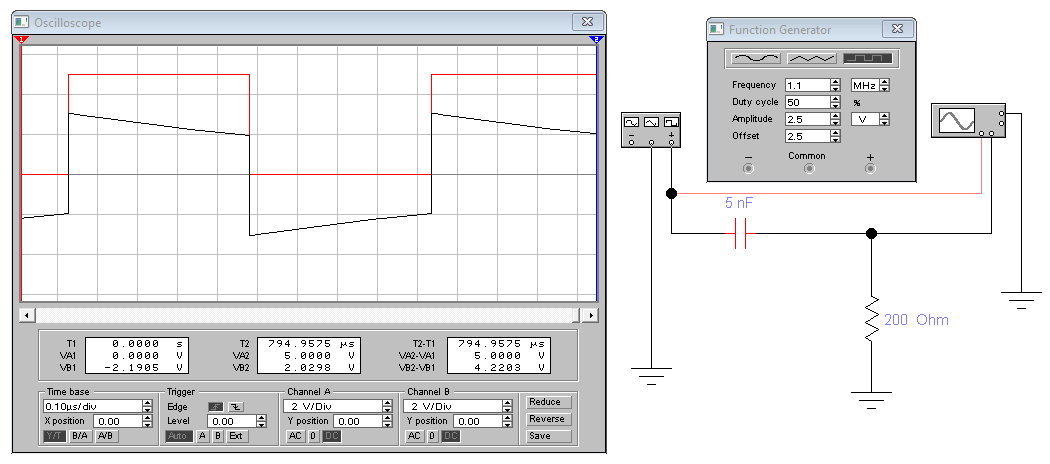 Oscilloscope
1
2
T1 0.0000 s
VA1 0.0000 V
VB1 -2.1905 V
T2 794.9575 µs
VA2 5.0000 V
VB2 2.0298 V
T2-T1 794.9575 µs
VA2-VA1 5.0000 V
VB2-VB1 4.2203 V
Time base
0.10µs/div
X position 0.00
Y/T B/A A/B
Trigger
Edge
Level 0.00
Auto A B Ext
Channel A
2 V/Div
Y position 0.00
AC 0 DC
Channel B
2 V/Div
Y position 0.00
AC 0 DC
Reduce
Reverse
Save
Function Generator
Frequency 1.1 MHz
Duty cycle 50 %
Amplitude 2.5 V
Offset 2.5
− Common +
− +
5 nF
200 Ohm